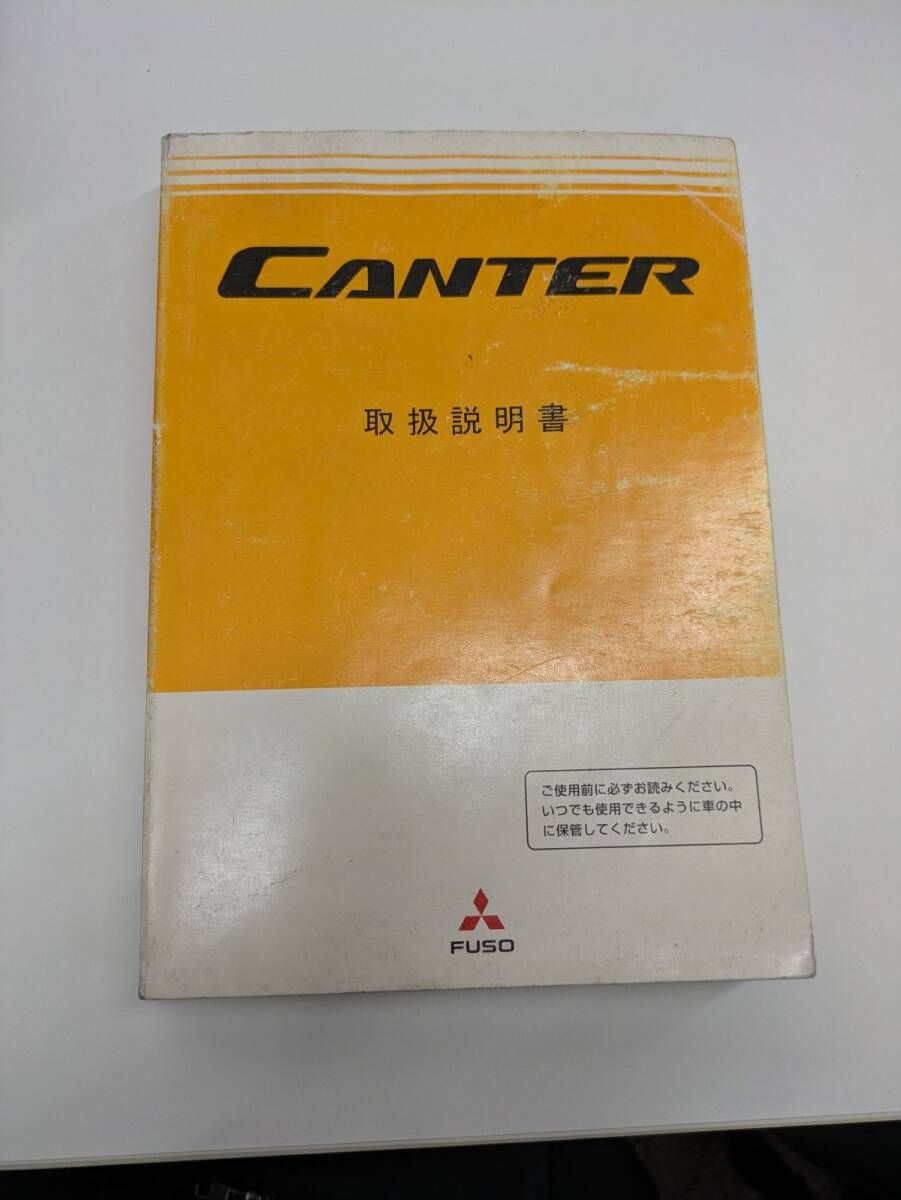 CANTER
取扱説明書
ご使用前に必ずお読みください。
いつでも使用できるように車の中
に保管してください。
FUSO